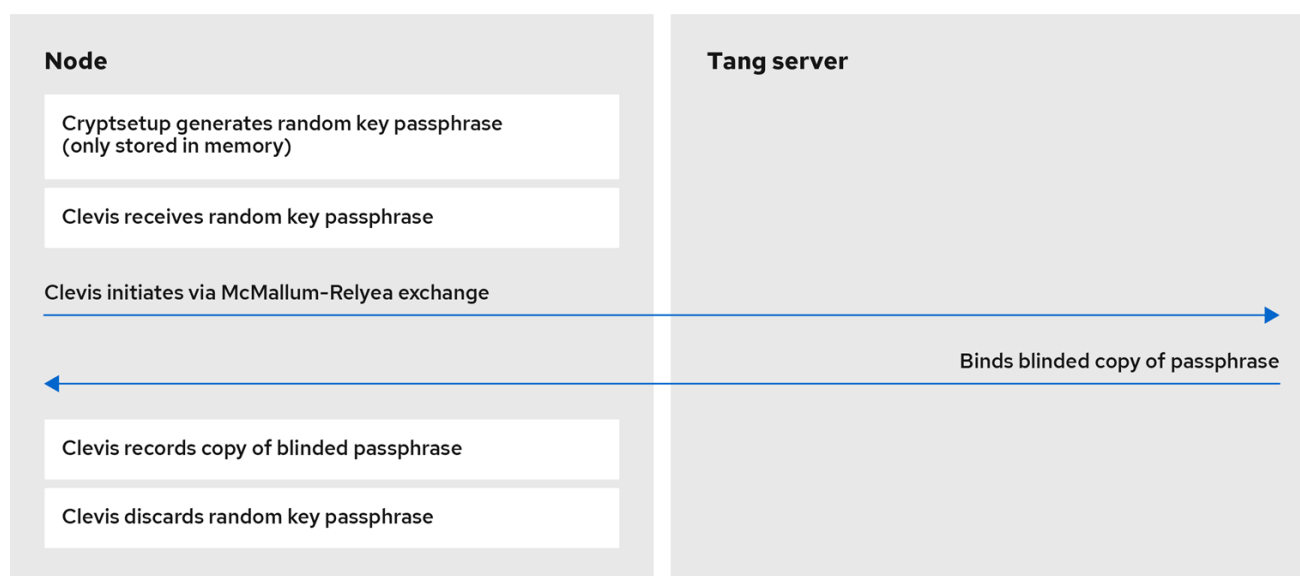 Node
Tang server
Cryptsetup generates random key passphrase
(only stored in memory)
Clevis receives random key passphrase
Clevis initiates via McMallum-Relyea exchange
Binds blinded copy of passphrase
Clevis records copy of blinded passphrase
Clevis discards random key passphrase